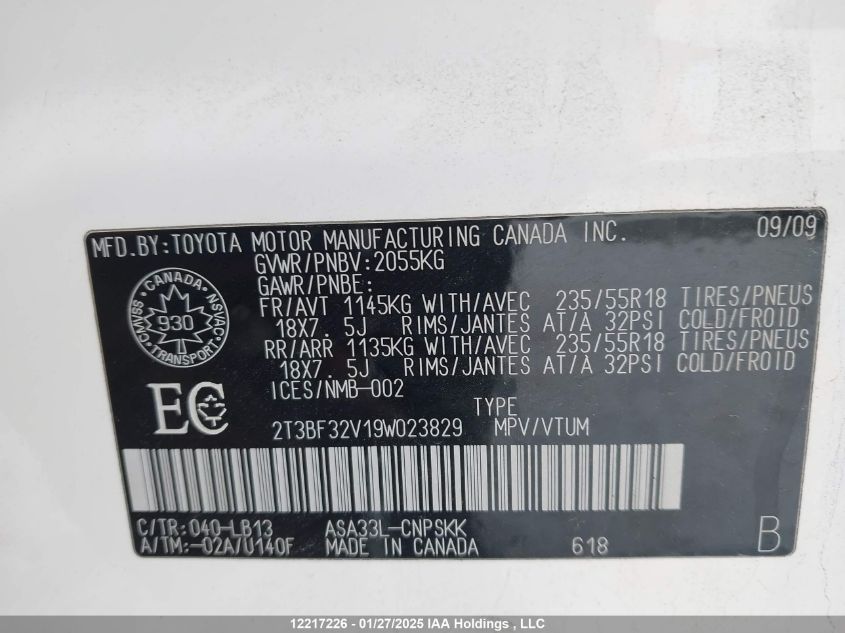 MFD.BY:TOYOTA MOTOR MANUFACTURING CANADA INC. 09/09
GVWR/PNBV:2055KG
GAWR/PNBE:
FR/AVT 1145KG WITH/AVEC 235/55R18 TIRES/PNEUS
18X7. 5J RIMS/JANTES AT/A 32PSI COLD/FROID
RR/ARR 1135KG WITH/AVEC 235/55R18 TIRES/PNEUS
18X7. 5J RIMS/JANTES AT/A 32PSI COLD/FROID
ICES/NMB-002
CANADA
CMVSS 930 NSVAC
TRANSPORT
EC
TYPE
2T3BF32V19W023829 MPV/VTUM
C/TR:040-LB13 ASA33L-CNPSKK
A/TM:-02A/U140F MADE IN CANADA 618 B
12217226 - 01/27/2025 IAA Holdings , LLC